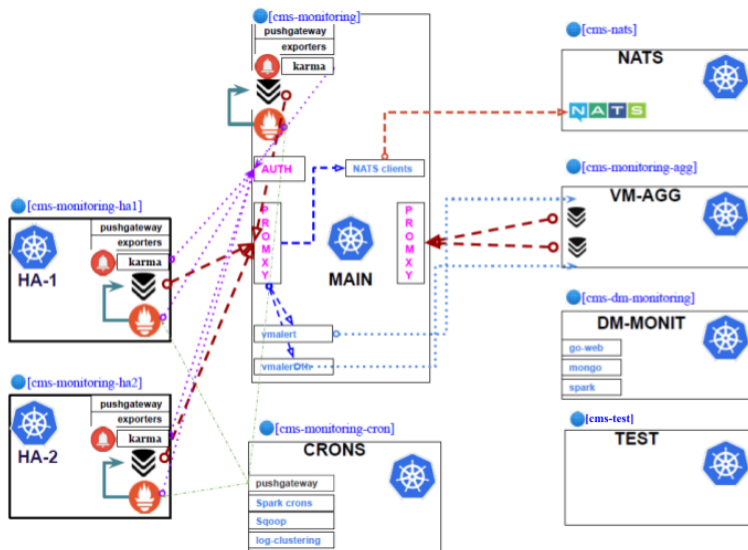 [cms-monitoring]
pushgateway
exporters
karma
AUTH
NATS clients
PROMXY
MAIN
PROMXY
vmalert
[cms-nats]
NATS
NATS
[cms-monitoring-agg]
VM-AGG
[cms-monitoring-ha1]
pushgateway
exporters
karma
HA-1
[cms-dm-monitoring]
DM-MONIT
go-web
mongo
spark
[cms-monitoring-ha2]
pushgateway
exporters
karma
HA-2
[cms-monitoring-cron]
CRONS
pushgateway
Spark crons
Sqoop
log-clustering
[cms-test]
TEST